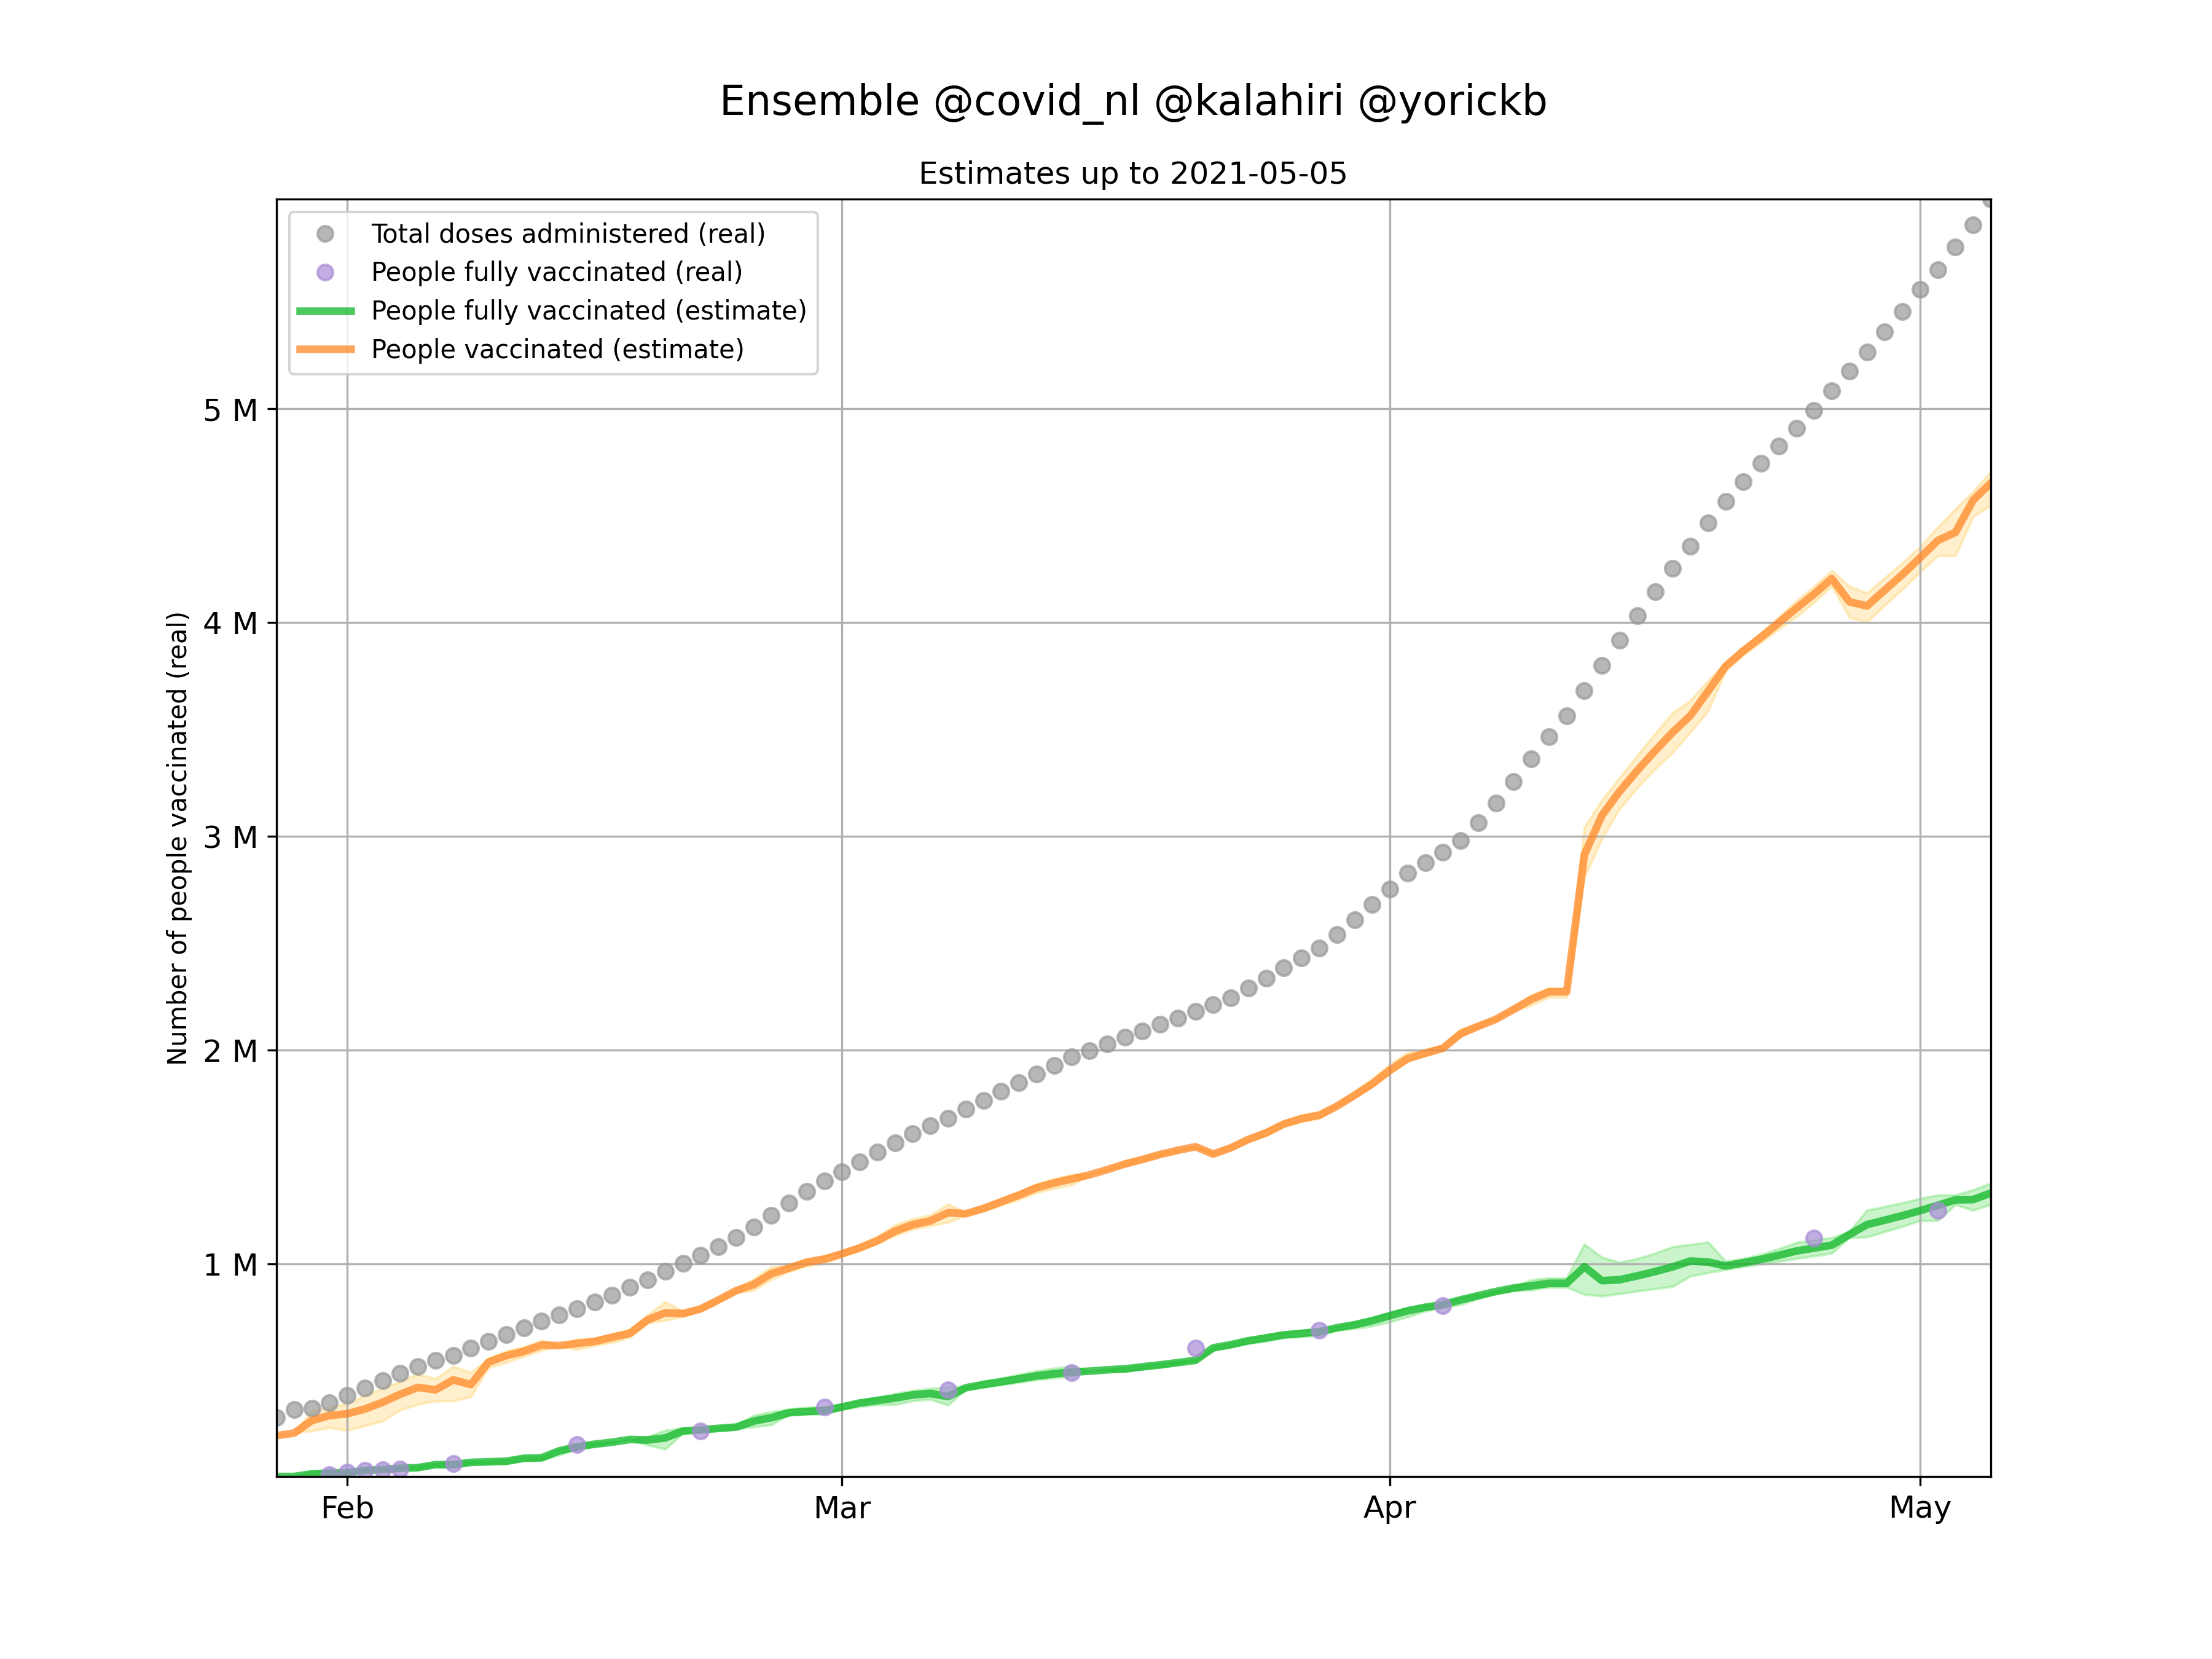 Ensemble @covid_nl @kalahiri @yorickb
Estimates up to 2021-05-05
Total doses administered (real)
People fully vaccinated (real)
People fully vaccinated (estimate)
People vaccinated (estimate)
Number of people vaccinated (real)
5 M
4 M
3 M
2 M
1 M
Feb Mar Apr May